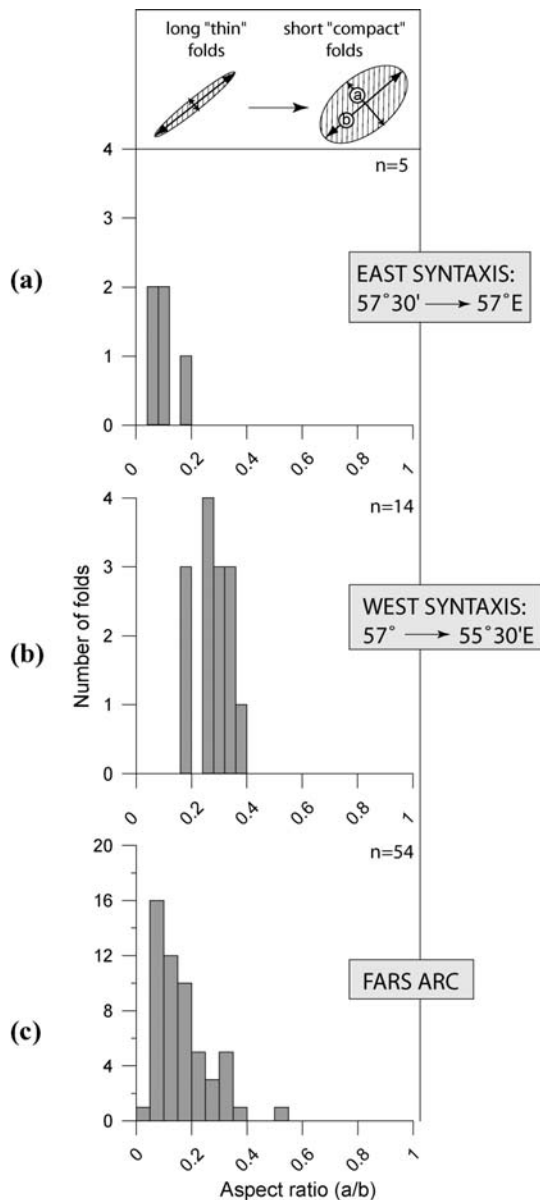 long "thin"
folds
short "compact"
folds
a
b
(a)
4
3
2
1
0
n=5
EAST SYNTAXIS:
57°30' → 57°E
0 0.2 0.4 0.6 0.8 1
(b)
Number of folds
4
3
2
1
0
n=14
WEST SYNTAXIS:
57° → 55°30'E
0 0.2 0.4 0.6 0.8 1
(c)
20
16
12
8
4
0
n=54
FARS ARC
0 0.2 0.4 0.6 0.8 1
Aspect ratio (a/b)